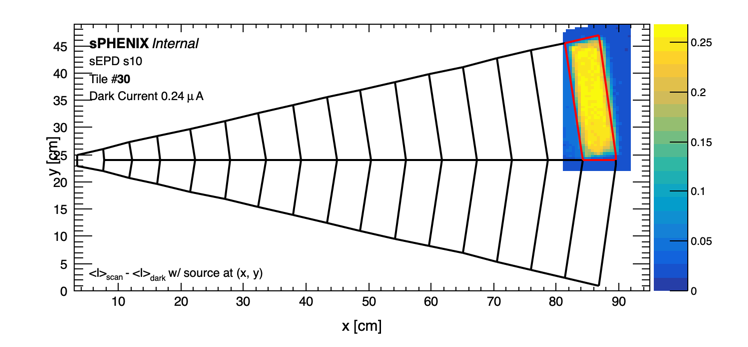 sPHENIX Internal
sEPD s10
Tile #30
Dark Current 0.24 μA
<I>scan - <I>dark w/ source at (x, y)
y [cm]
45
40
35
30
25
20
15
10
5
0
10 20 30 40 50 60 70 80 90
x [cm]
0.25
0.2
0.15
0.1
0.05
0